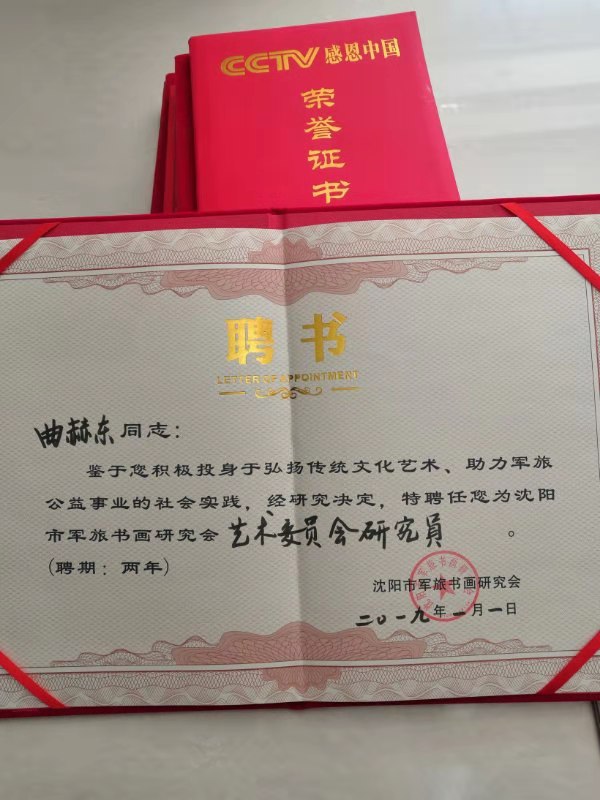 CCTV 感恩中国
荣誉证书
聘书
LETTER OF APPOINTMENT
曲赫东同志：
鉴于您积极投身于弘扬传统文化艺术、助力军旅
公益事业的社会实践，经研究决定，特聘任您为沈阳
市军旅书画研究会艺术委员会研究员。
(聘期：两年)
沈阳市军旅书画研究会
二〇一九年一月一日